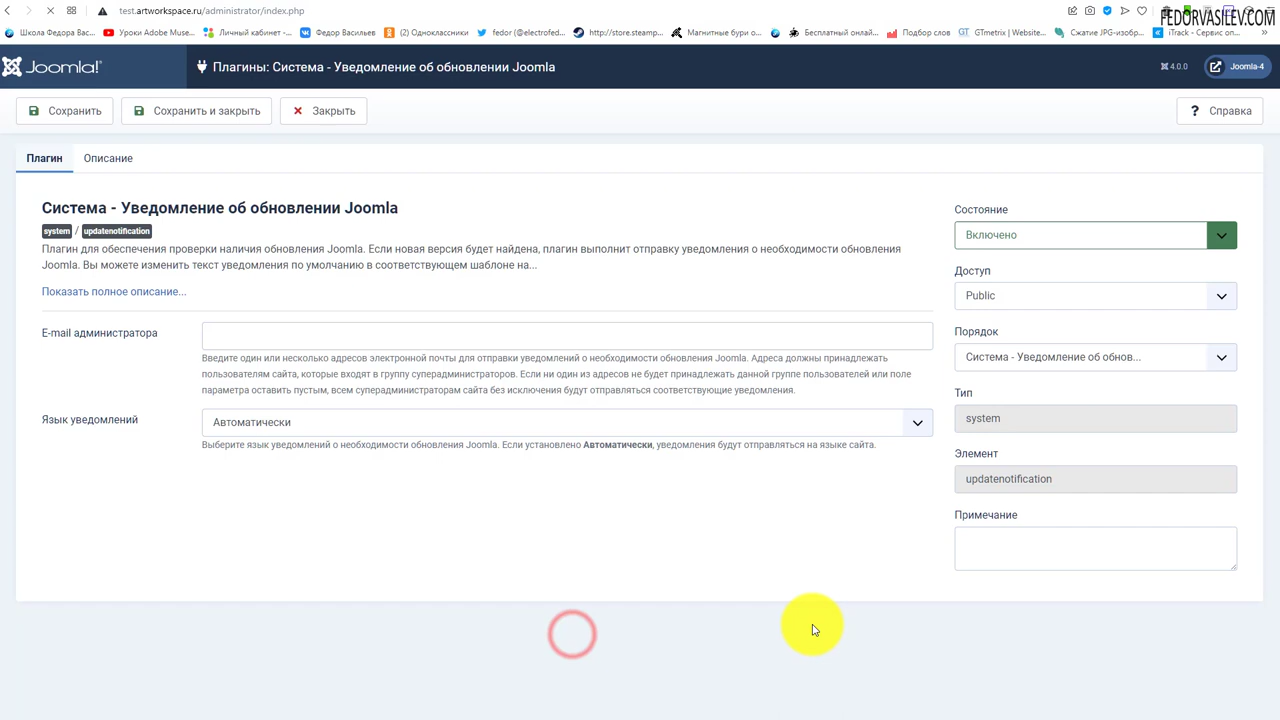 test.artworkspace.ru/administrator/index.php
FEDORVASILEV.COM
Школа Федора Вас...
Уроки Adobe Muse...
Личный кабинет -...
Федор Васильев
(2) Одноклассники
fedor (@electrofed...
http://store.steamp...
Магнитные бури о...
Бесплатный онлай...
Подбор слов
GTmetrix | Website...
Сжатие JPG-изобр...
iTrack - Сервис оп...
Joomla!
Плагины: Система - Уведомление об обновлении Joomla
4.0.0
Joomla-4
Сохранить
Сохранить и закрыть
Закрыть
? Справка
Плагин
Описание
Система - Уведомление об обновлении Joomla
system / updatenotification
Плагин для обеспечения проверки наличия обновления Joomla. Если новая версия будет найдена, плагин выполнит отправку уведомления о необходимости обновления
Joomla. Вы можете изменить текст уведомления по умолчанию в соответствующем шаблоне на...
Показать полное описание...
E-mail администратора
Введите один или несколько адресов электронной почты для отправки уведомлений о необходимости обновления Joomla. Адреса должны принадлежать
пользователям сайта, которые входят в группу суперадминистраторов. Если ни один из адресов не будет принадлежать данной группе пользователей или поле
параметра оставить пустым, всем суперадминистраторам сайта без исключения будут отправляться соответствующие уведомления.
Язык уведомлений
Автоматически
Выберите язык уведомлений о необходимости обновления Joomla. Если установлено Автоматически, уведомления будут отправляться на языке сайта.
Состояние
Включено
Доступ
Public
Порядок
Система - Уведомление об обнов...
Тип
system
Элемент
updatenotification
Примечание